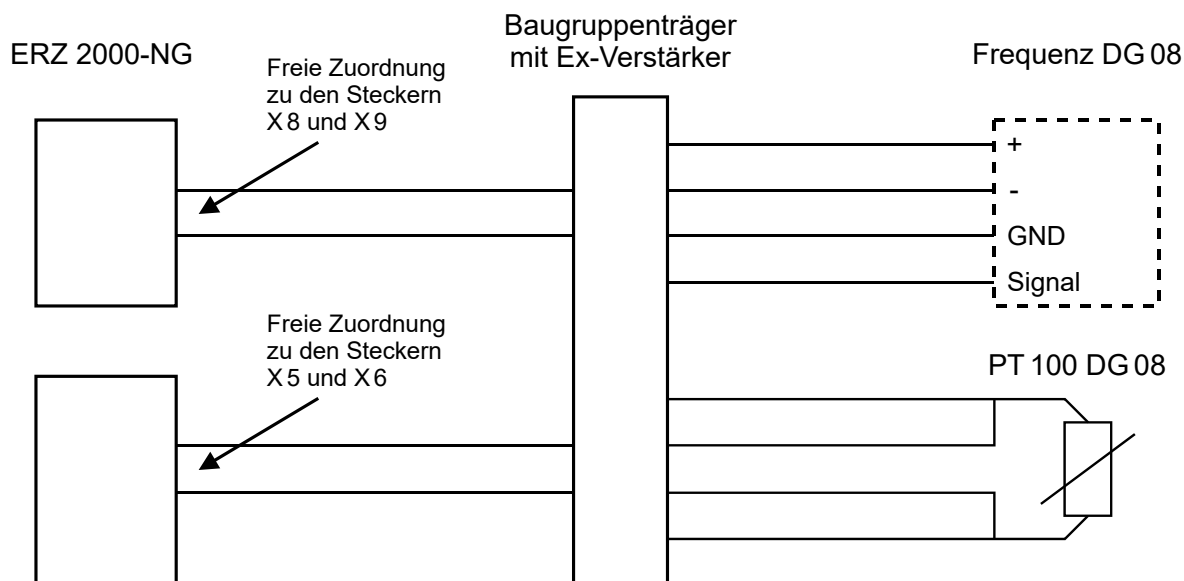 ERZ 2000-NG
Baugruppenträger
mit Ex-Verstärker
Frequenz DG 08
Freie Zuordnung
zu den Steckern
X 8 und X 9
+
-
GND
Signal
Freie Zuordnung
zu den Steckern
X 5 und X 6
PT 100 DG 08